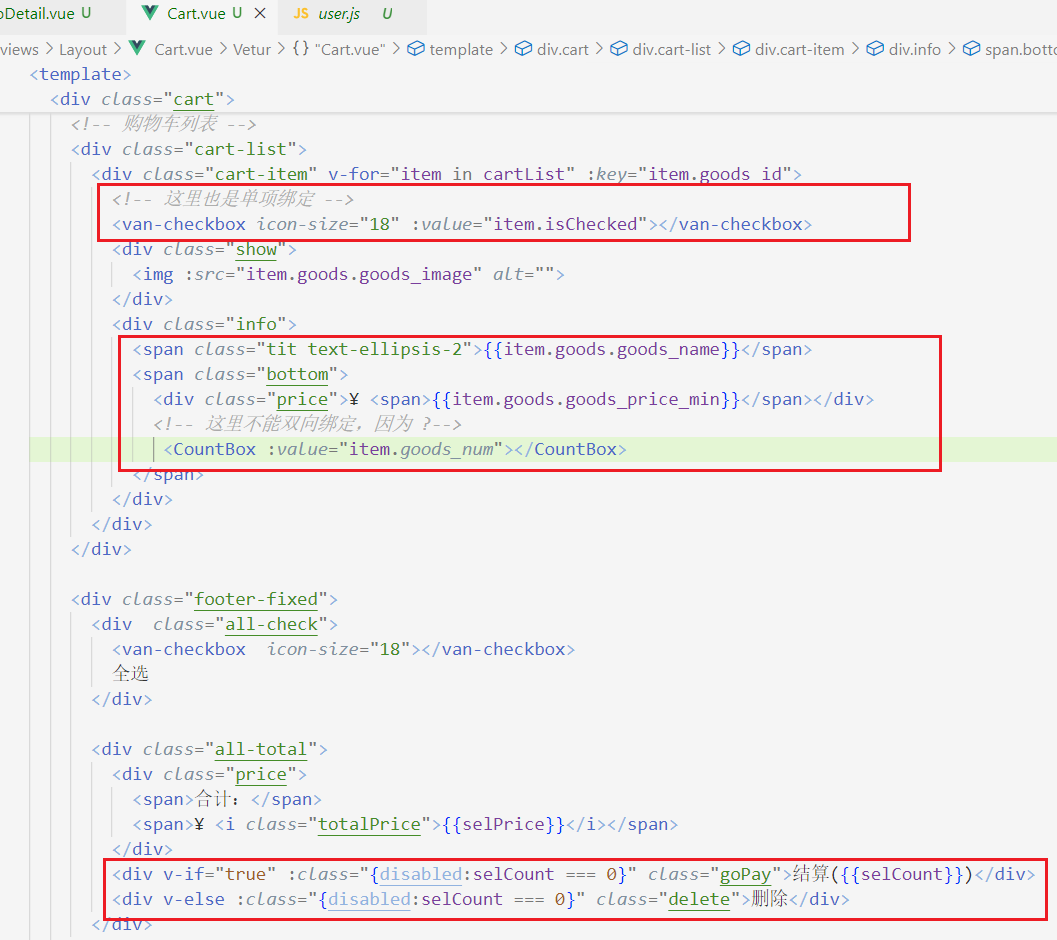 oDetail.vue U Cart.vue U × JS user.js U
views > Layout > Cart.vue > Vetur > {} "Cart.vue" > template > div.cart > div.cart-list > div.cart-item > div.info > span.botto
<template>
<div class="cart">
<!-- 购物车列表 -->
<div class="cart-list">
<div class="cart-item" v-for="item in cartList" :key="item.goods_id">
<!-- 这里也是单项绑定 -->
<van-checkbox icon-size="18" :value="item.isChecked"></van-checkbox>
<div class="show">
<img :src="item.goods.goods_image" alt="">
</div>
<div class="info">
<span class="tit text-ellipsis-2">{{item.goods.goods_name}}</span>
<span class="bottom">
<div class="price">¥ <span>{{item.goods.goods_price_min}}</span></div>
<!-- 这里不能双向绑定，因为 ?-->
<CountBox :value="item.goods_num"></CountBox>
</span>
</div>
</div>
</div>
<div class="footer-fixed">
<div  class="all-check">
<van-checkbox  icon-size="18"></van-checkbox>
全选
</div>
<div class="all-total">
<div class="price">
<span>合计：</span>
<span>¥ <i class="totalPrice">{{selPrice}}</i></span>
</div>
<div v-if="true" :class="{disabled:selCount === 0}" class="goPay">结算({{selCount}})</div>
<div v-else :class="{disabled:selCount === 0}" class="delete">删除</div>
</div>